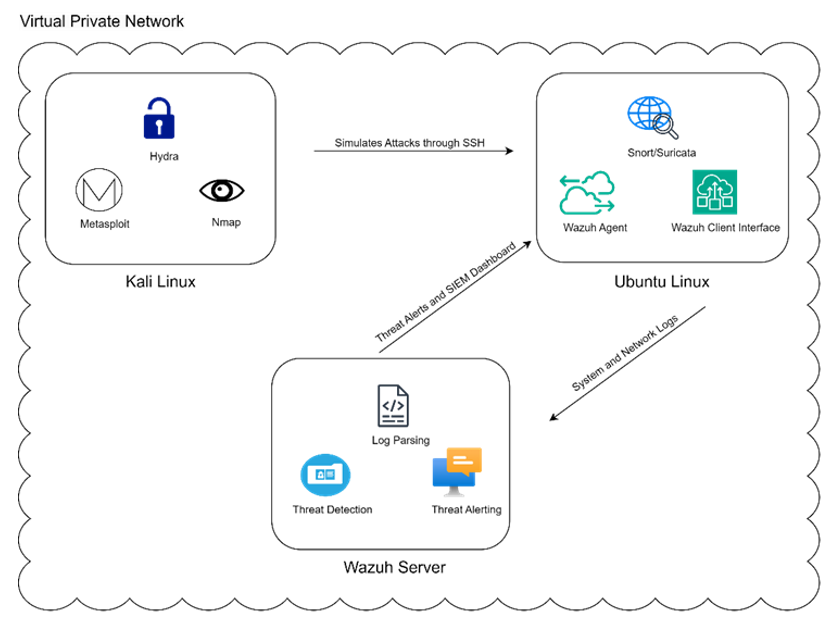 Virtual Private Network
Hydra
Metasploit
Nmap
Kali Linux
Simulates Attacks through SSH
Snort/Suricata
Wazuh Agent
Wazuh Client Interface
Ubuntu Linux
Threat Alerts and SIEM Dashboard
System and Network Logs
Log Parsing
Threat Detection
Threat Alerting
Wazuh Server